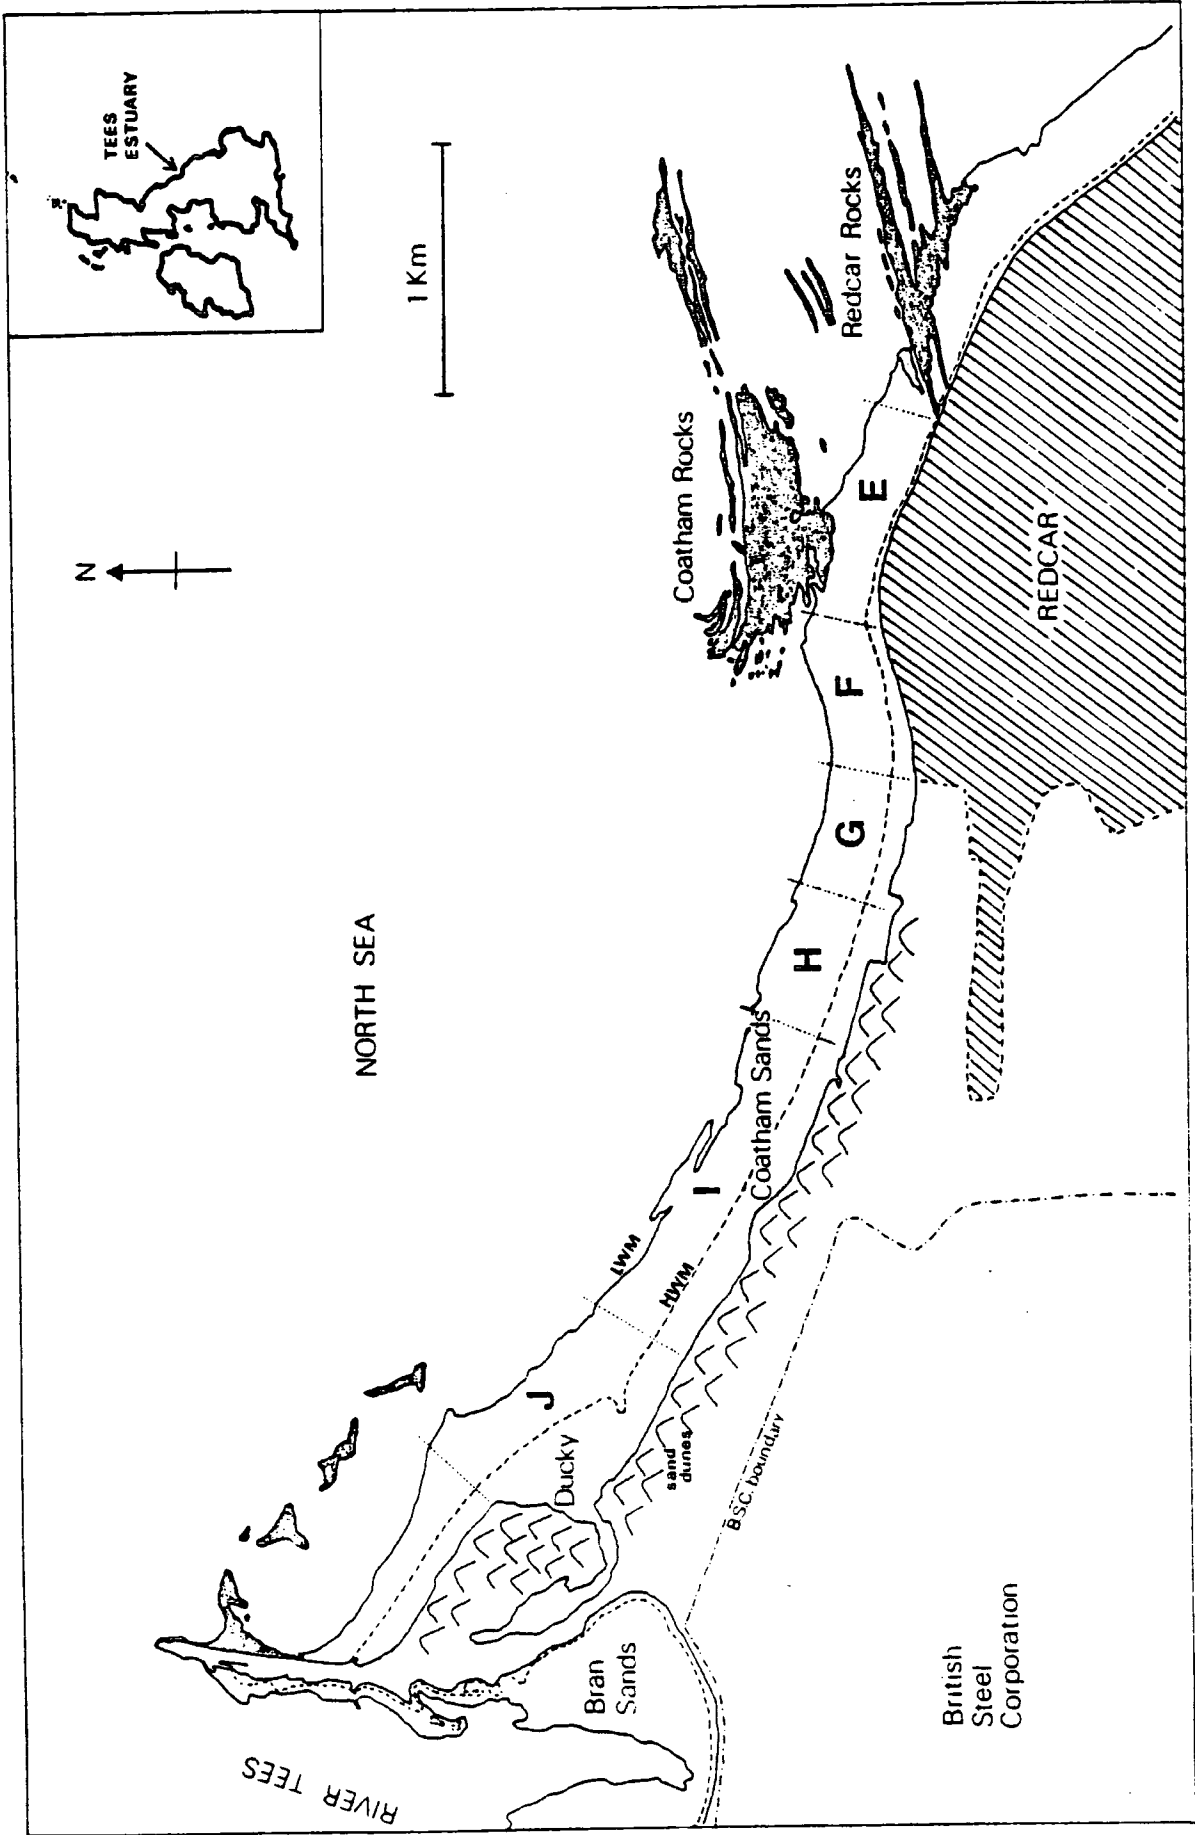 TEES
ESTUARY
N
1 Km
NORTH SEA
Coatham Rocks
Redcar Rocks
E
F
G
H
I
J
LWM
HWM
Coatham Sands
Ducky
sand
dunes
REDCAR
B.S.C. boundary
Bran
Sands
RIVER TEES
British
Steel
Corporation